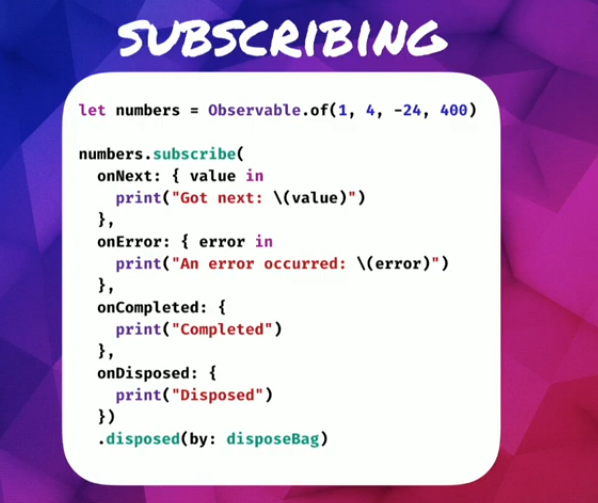 SUBSCRIBING
let numbers = Observable.of(1, 4, -24, 400)
numbers.subscribe(
  onNext: { value in
    print("Got next: \(value)")
  },
  onError: { error in
    print("An error occurred: \(error)")
  },
  onCompleted: {
    print("Completed")
  },
  onDisposed: {
    print("Disposed")
  })
  .disposed(by: disposeBag)